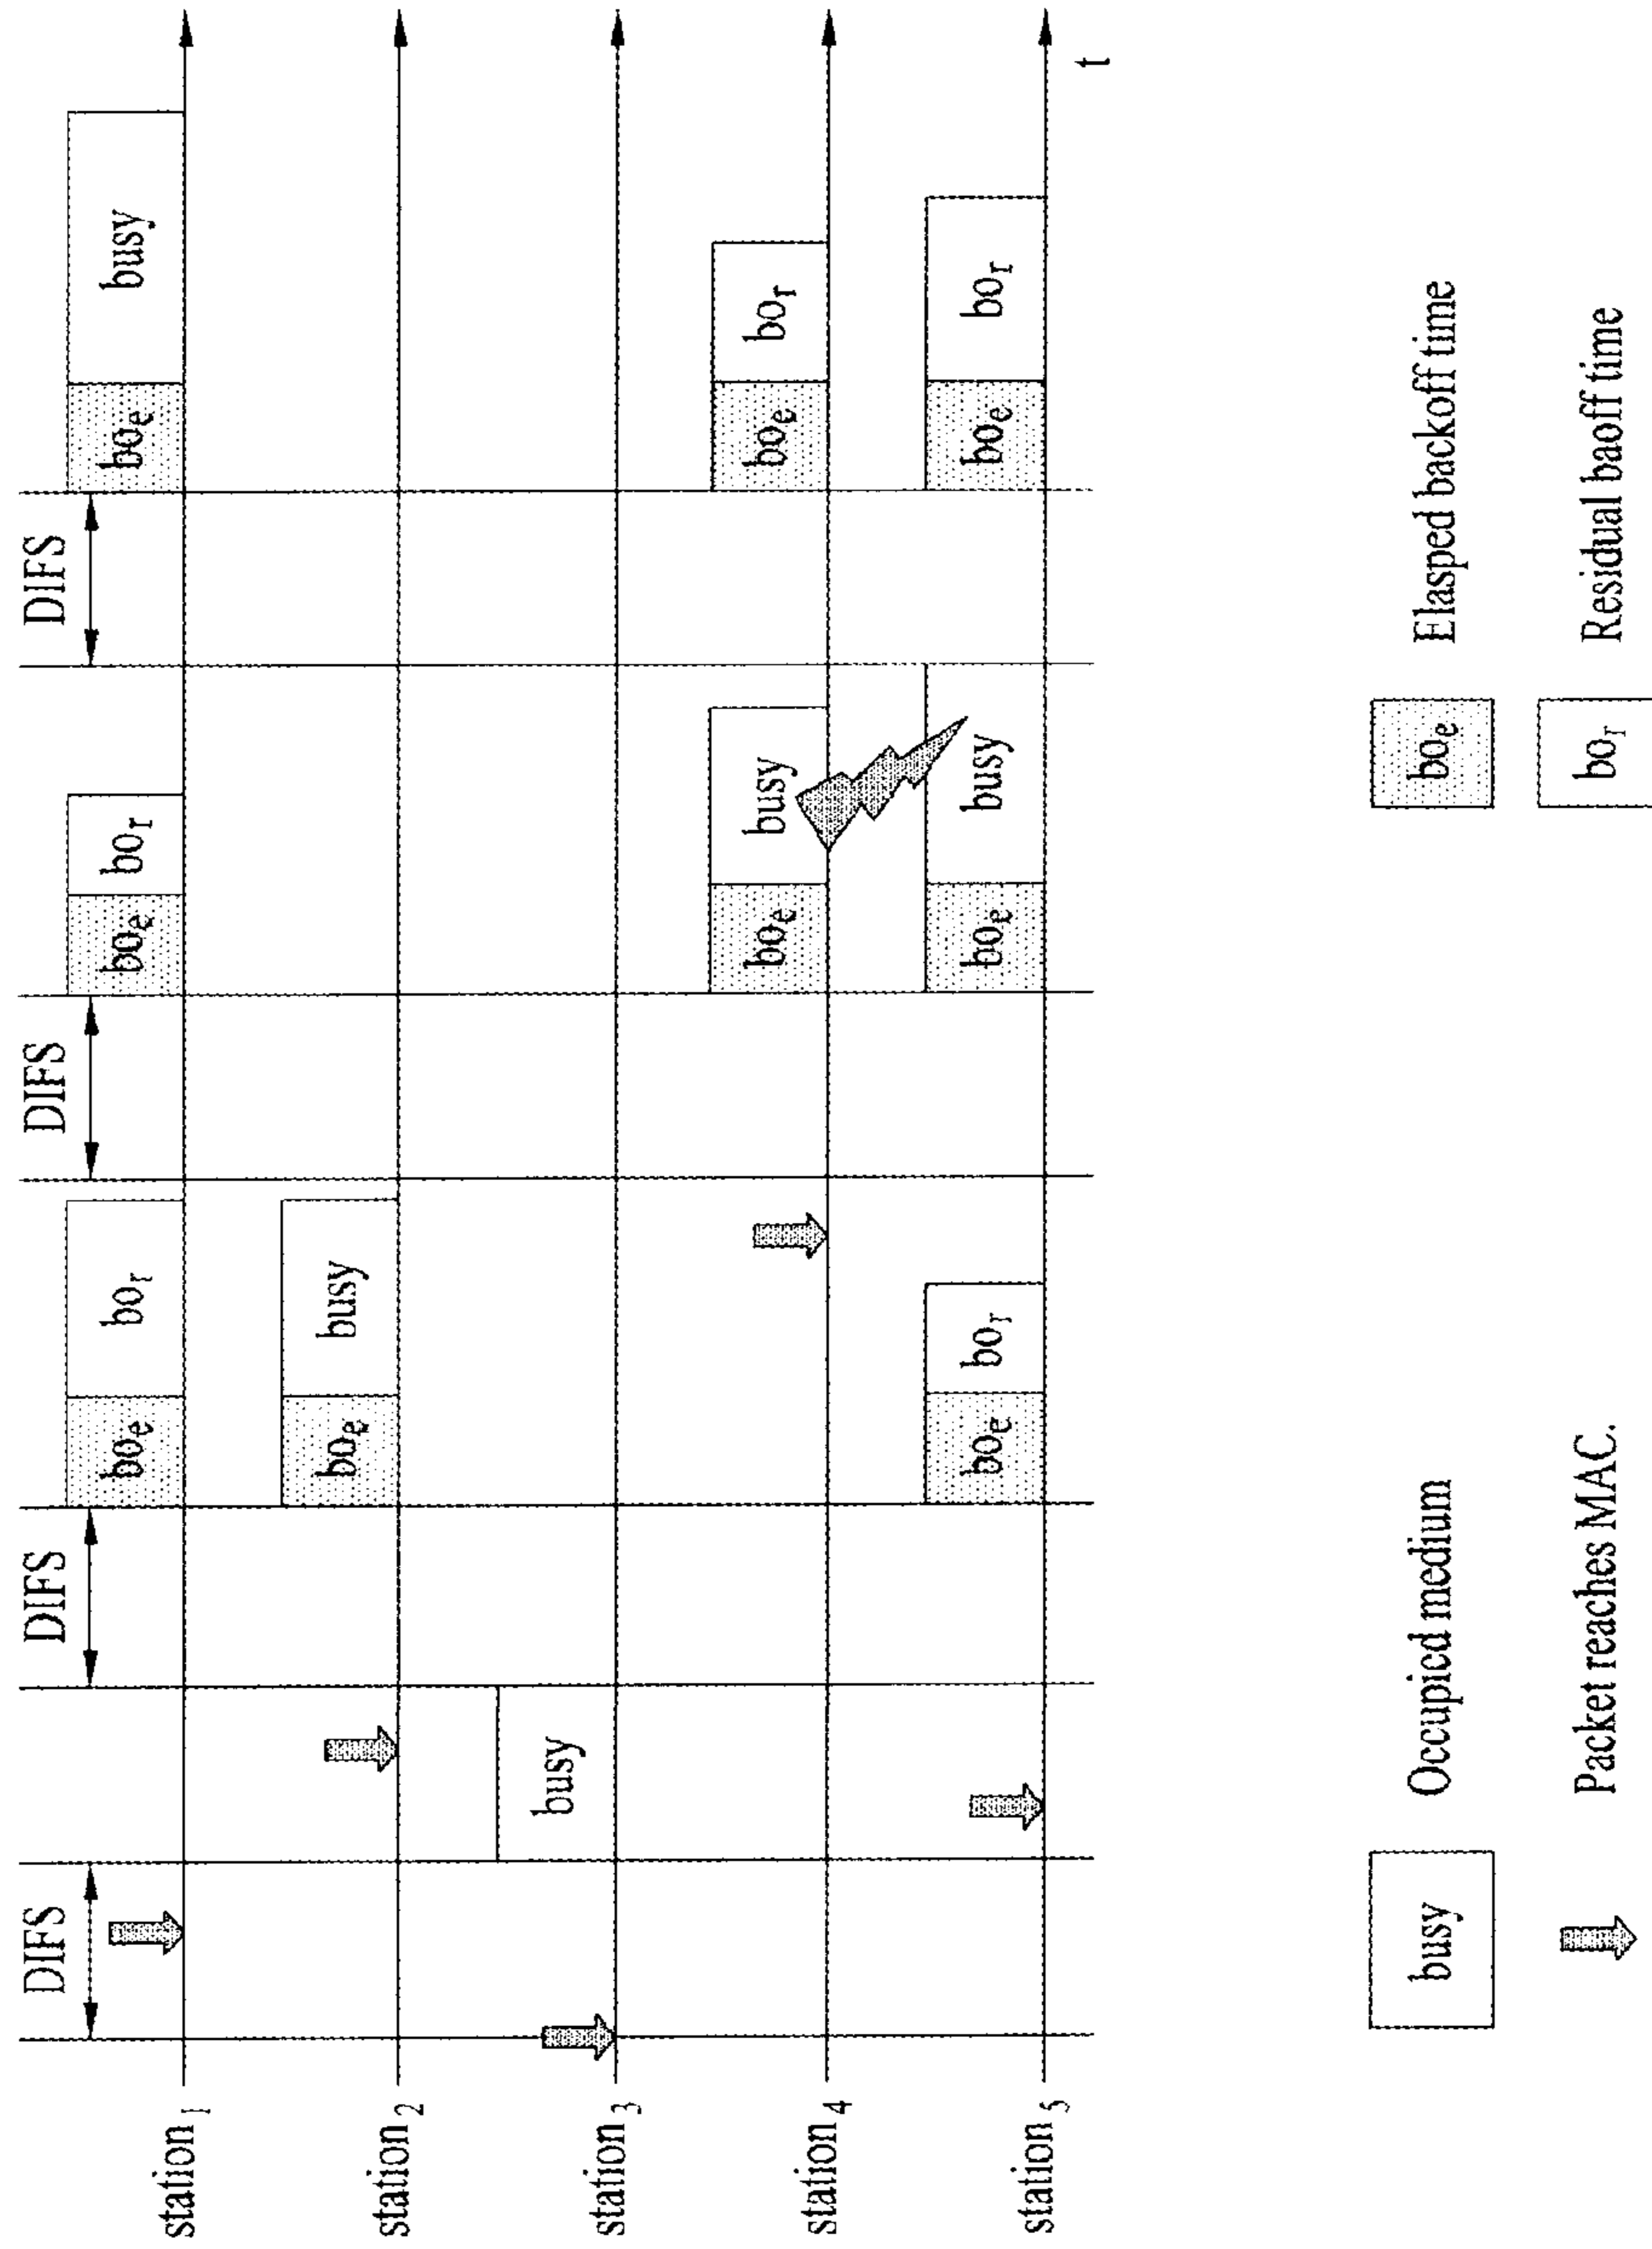 DIFS DIFS DIFS DIFS
station1 boe bor boe bor boe busy
station2 boe busy
station3 busy
station4 boe busy boe bor
station5 boe bor boe busy boe bor
t
busy Occupicd medium boe Elasped backoff time
Packet reaches MAC. bor Residual baoff time